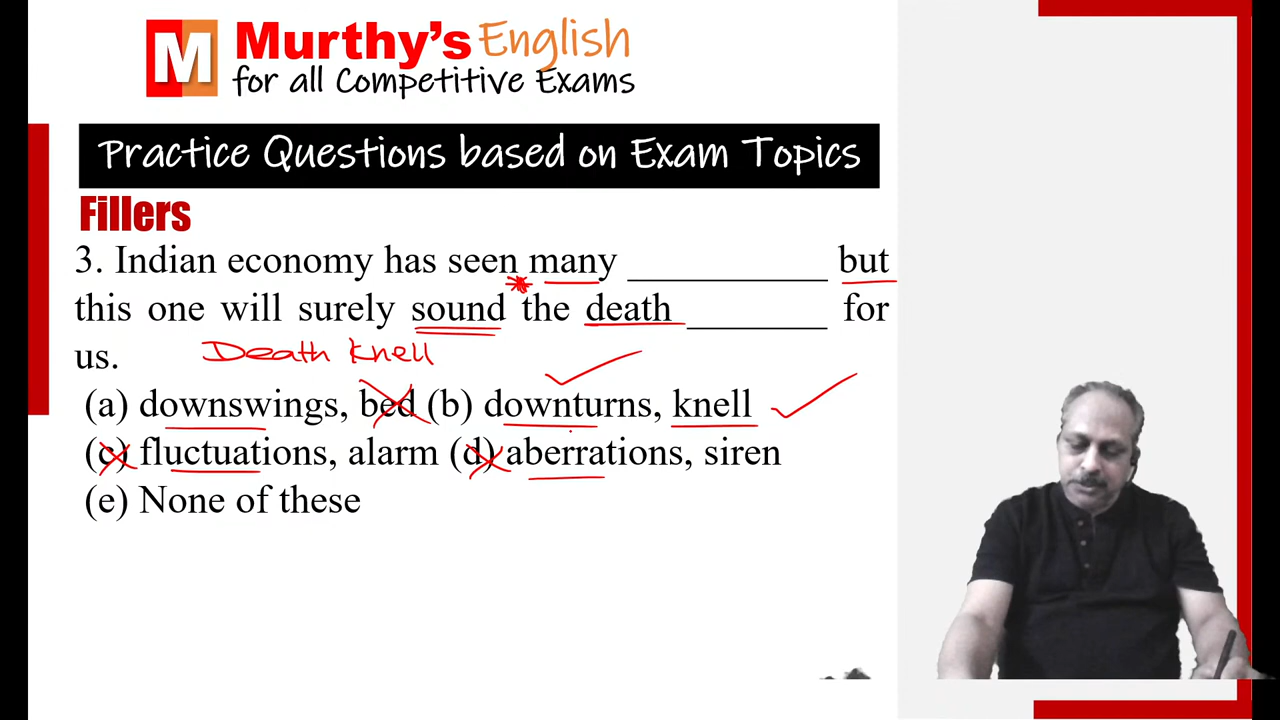 M Murthy's English
for all Competitive Exams
Practice Questions based on Exam Topics
Fillers
3. Indian economy has seen many __________ but
this one will surely sound the death _______ for
us.
Death Knell
(a) downswings, bed (b) downturns, knell
(c) fluctuations, alarm (d) aberrations, siren
(e) None of these